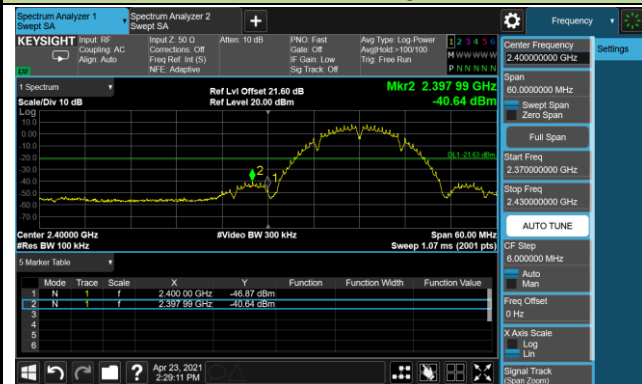 Spectrum Analyzer 1
Swept SA
Spectrum Analyzer 2
Swept SA
+
Frequency
KEYSIGHT
Input: RF
Coupling: AC
Align: Auto
Input Z: 50 Ω
Corrections: Off
Freq Ref: Int (S)
NFE: Adaptive
Atten: 10 dB
PNO: Fast
Gate: Off
IF Gain: Low
Sig Track: Off
Avg Type: Log-Power
Avg|Hold:>100/100
Trig: Free Run
1 2 3 4 5 6
M W W W W W
P N N N N N
1 Spectrum
Scale/Div 10 dB
Log
Ref Lvl Offset 21.60 dB
Ref Level 20.00 dBm
Mkr2 2.397 99 GHz
-40.64 dBm
10.0
0.00
-10.0
-20.0
-30.0
-40.0
-50.0
-60.0
-70.0
DL1 -21.63 dBm
2
1
Center 2.40000 GHz
#Res BW 100 kHz
#Video BW 300 kHz
Span 60.00 MHz
Sweep 1.07 ms (2001 pts)
5 Marker Table
Mode Trace Scale X Y Function Function Width Function Value
1 N 1 f 2.400 00 GHz -46.87 dBm
2 N 1 f 2.397 99 GHz -40.64 dBm
3
4
5
6
Apr 23, 2021
2:29:11 PM
Center Frequency
2.400000000 GHz
Settings
Span
60.0000000 MHz
Swept Span
Zero Span
Full Span
Start Freq
2.370000000 GHz
Stop Freq
2.430000000 GHz
AUTO TUNE
CF Step
6.000000 MHz
Auto
Man
Freq Offset
0 Hz
X Axis Scale
Log
Lin
Signal Track
(Span Zoom)